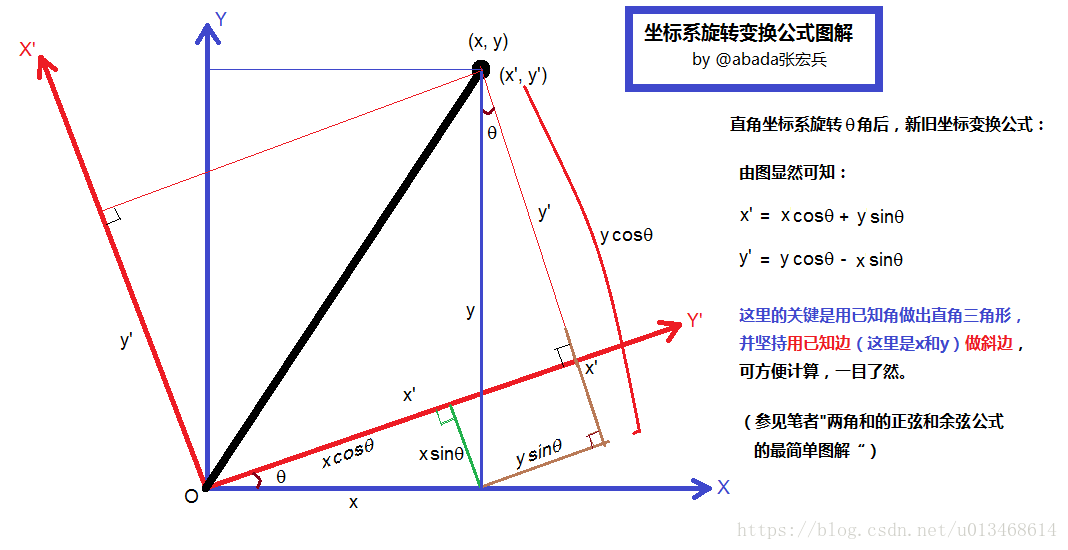 坐标系旋转变换公式图解
by @abada张宏兵
直角坐标系旋转θ角后，新旧坐标变换公式：
由图显然可知：
x' = x cosθ + y sinθ
y' = y cosθ - x sinθ
这里的关键是用已知角做出直角三角形，
并坚持用已知边（这里是x和y）做斜边，
可方便计算，一目了然。
（参见笔者"两角和的正弦和余弦公式
的最简单图解“）
Y
X'
(x, y)
(x', y')
θ
y'
y cosθ
y
y'
Y'
x'
x'
x cosθ
x sinθ
y sinθ
θ
O
x
X
https://blog.csdn.net/u013468614